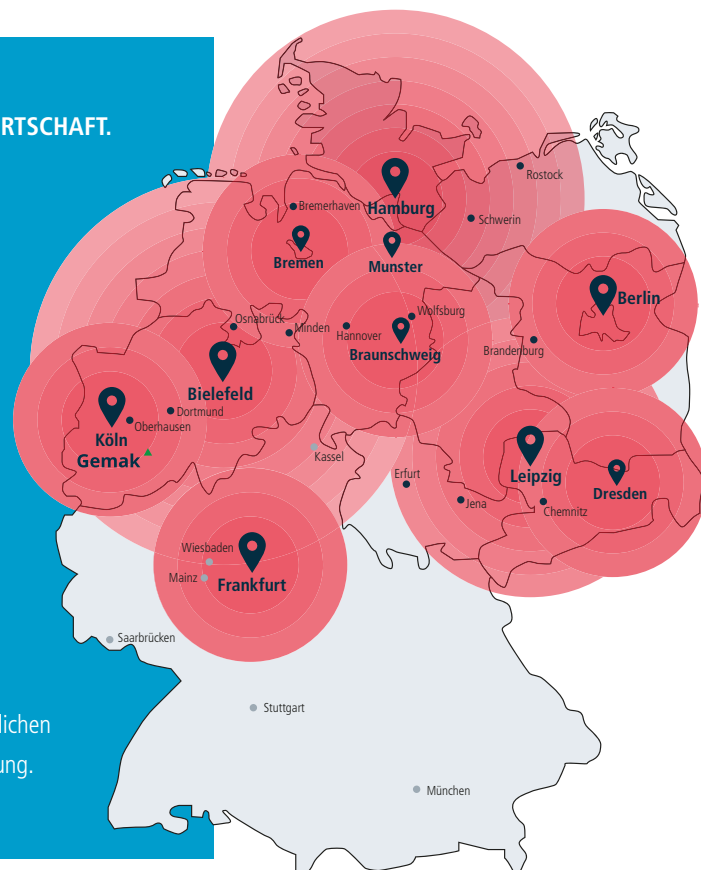 RTSCHAFT.
Rostock
Bremerhaven
Hamburg
Schwerin
Bremen
Munster
Berlin
Osnabrück
Minden
Hannover
Wolfsburg
Braunschweig
Brandenburg
Bielefeld
Dortmund
Oberhausen
Köln
Gemak
Kassel
Erfurt
Leipzig
Dresden
Jena
Chemnitz
Wiesbaden
Mainz
Frankfurt
Saarbrücken
Stuttgart
lichen
ung.
München